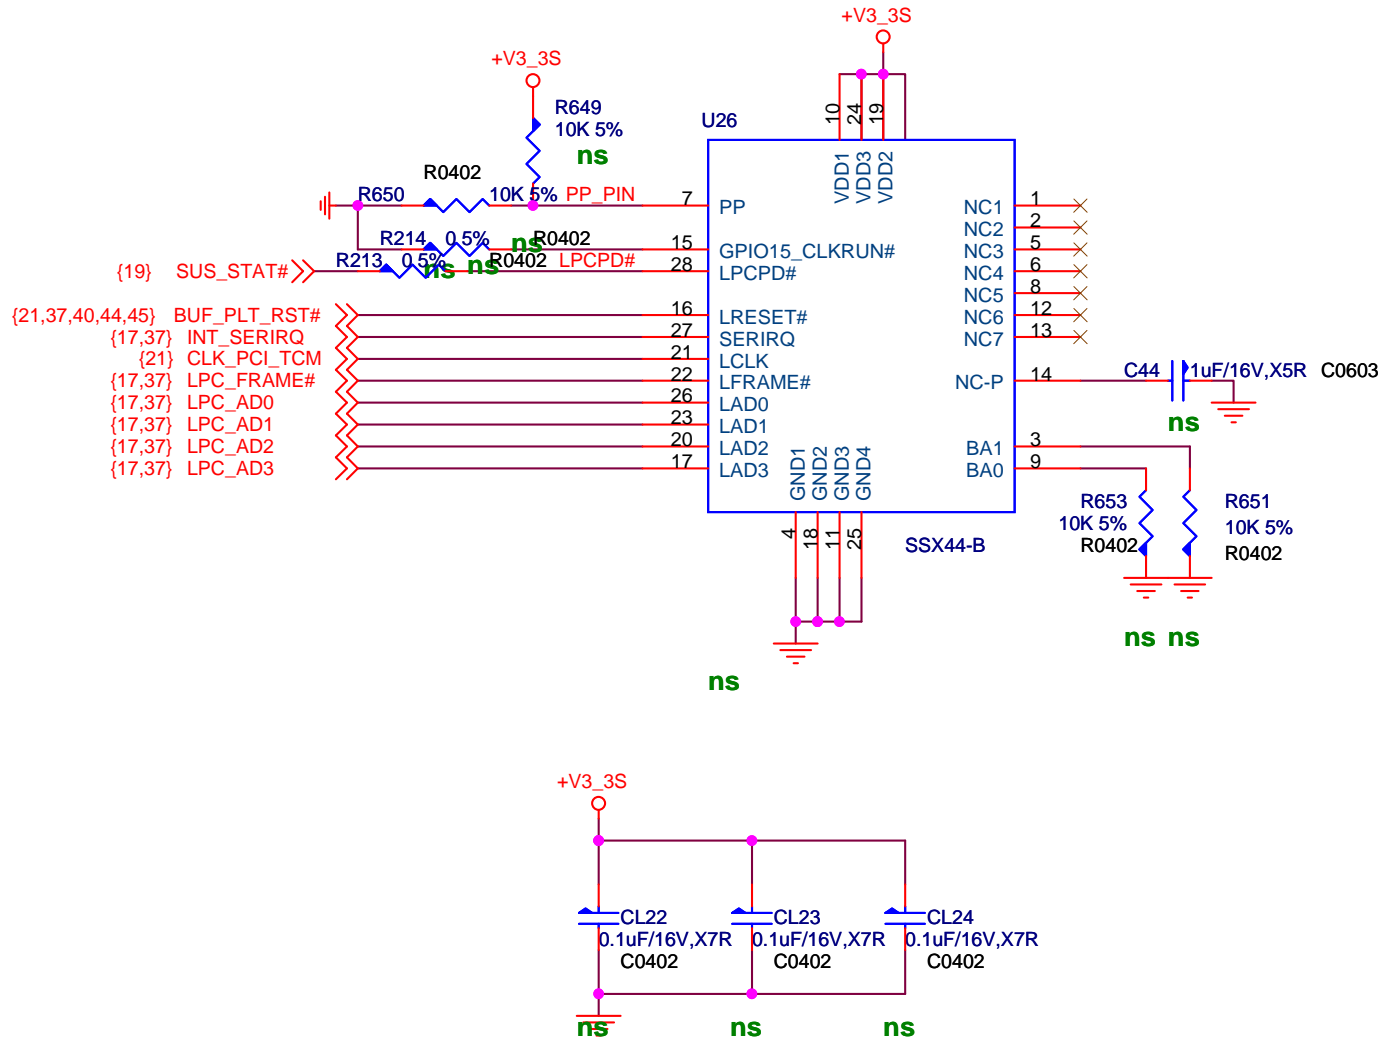 +V3_3S
+V3_3S
R649
10K 5%
ns
U26
10
24
19
VDD1
VDD3
VDD2
R0402
R650
10K 5%
PP_PIN
7
PP
R214
0 5%
ns
R0402
15
GPIO15_CLKRUN#
{19} SUS_STAT#
R213
0 5%
ns
ns
R0402
LPCPD#
28
LPCPD#
{21,37,40,44,45} BUF_PLT_RST#
16
LRESET#
{17,37} INT_SERIRQ
27
SERIRQ
{21} CLK_PCI_TCM
21
LCLK
{17,37} LPC_FRAME#
22
LFRAME#
{17,37} LPC_AD0
26
LAD0
{17,37} LPC_AD1
23
LAD1
{17,37} LPC_AD2
20
LAD2
{17,37} LPC_AD3
17
LAD3
NC1
1
NC2
2
NC3
5
NC4
6
NC5
8
NC6
12
NC7
13
NC-P
14
C44
1uF/16V,X5R
C0603
ns
BA1
3
BA0
9
GND1
GND2
GND3
GND4
4
18
11
25
SSX44-B
R653
10K 5%
R0402
R651
10K 5%
R0402
ns
ns
ns
+V3_3S
CL22
0.1uF/16V,X7R
C0402
CL23
0.1uF/16V,X7R
C0402
CL24
0.1uF/16V,X7R
C0402
ns
ns
ns